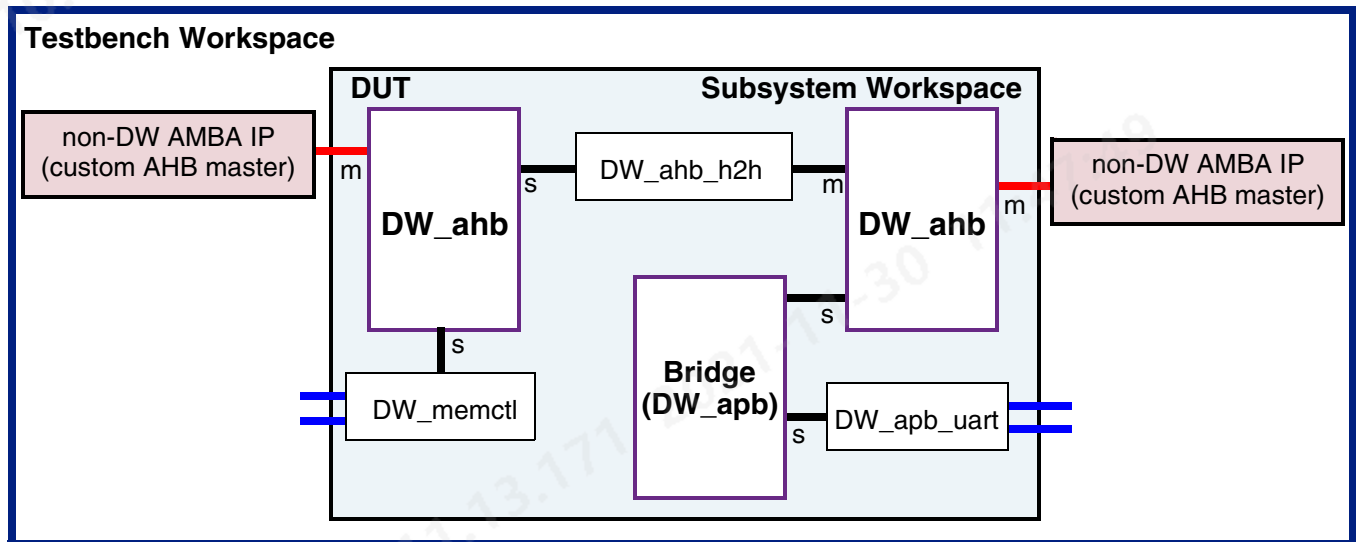 Testbench Workspace
DUT
Subsystem Workspace
non-DW AMBA IP
(custom AHB master)
m
DW_ahb
s
DW_ahb_h2h
m
DW_ahb
m
non-DW AMBA IP
(custom AHB master)
s
DW_memctl
s
Bridge
(DW_apb)
s
DW_apb_uart